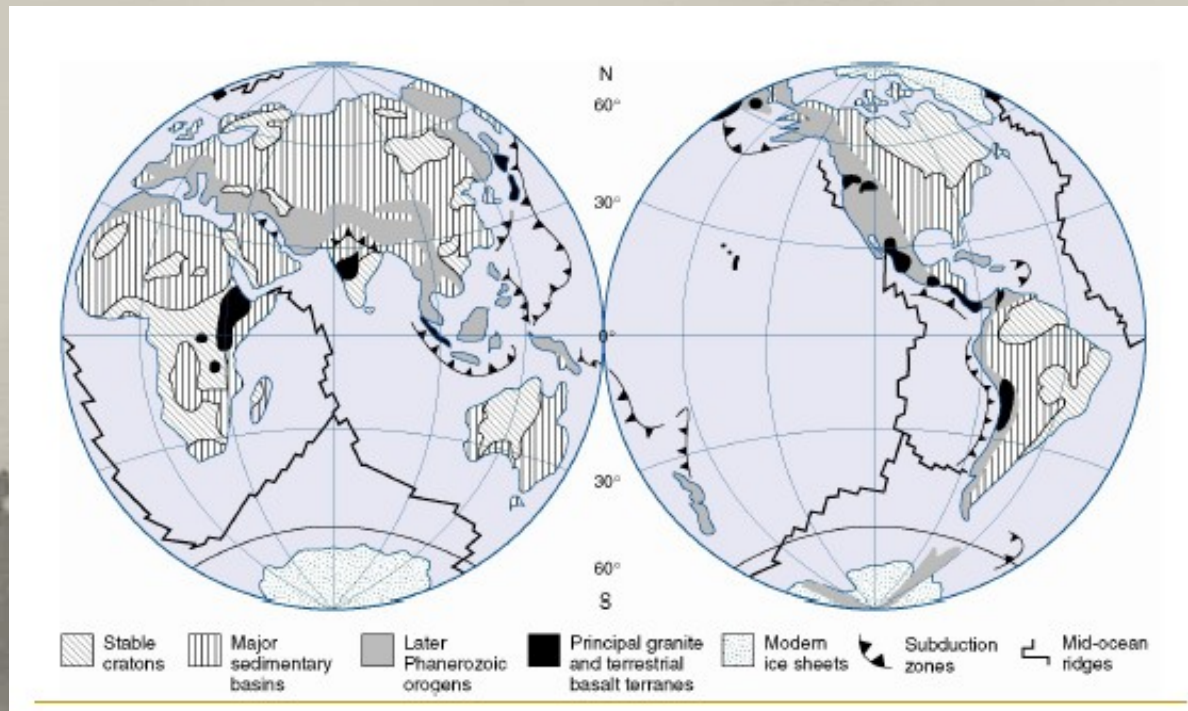 N
60°
30°
0°
30°
60°
S
Stable
cratons
Major
sedimentary
basins
Later
Phanerozoic
orogens
Principal granite
and terrestrial
basalt terranes
Modern
ice sheets
Subduction
zones
Mid-ocean
ridges